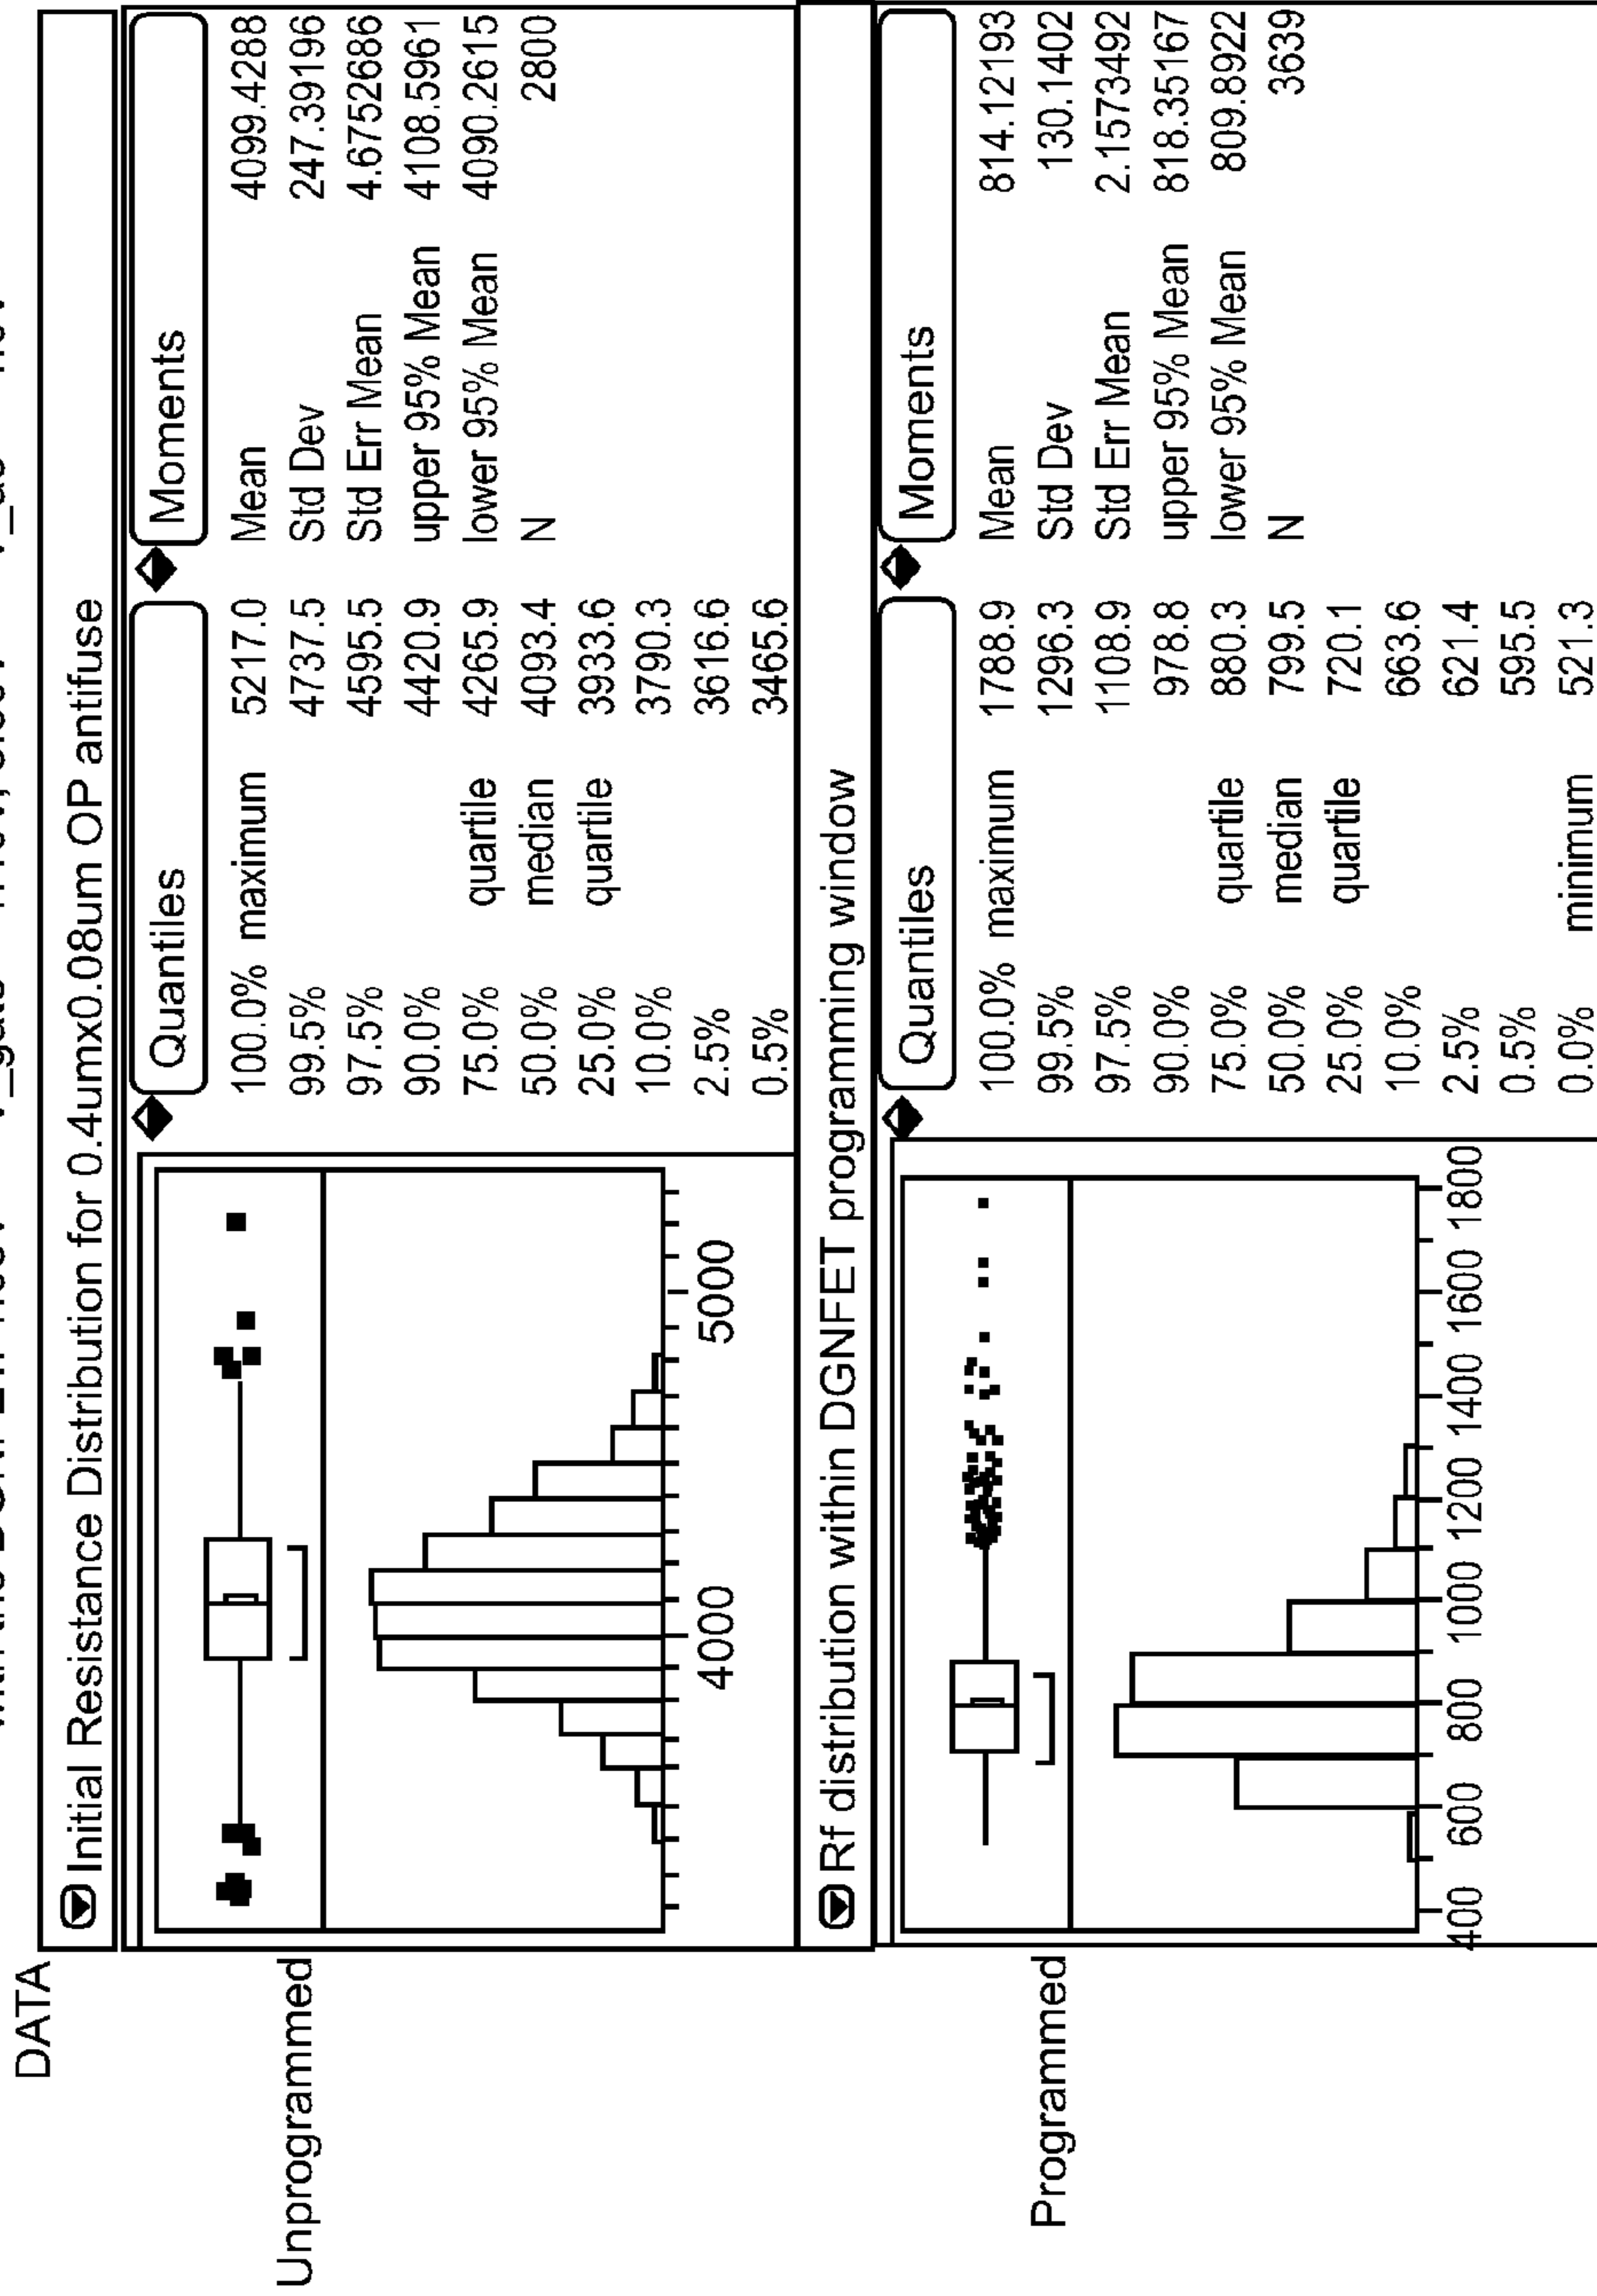 DATA
Initial Resistance Distribution for 0.4umx0.08um OP antifuse
Unprogrammed
4000 5000
Quantiles
100.0% maximum 5217.0
99.5% 4737.5
97.5% 4595.5
90.0% 4420.9
75.0% quartile 4265.9
50.0% median 4093.4
25.0% quartile 3933.6
10.0% 3790.3
2.5% 3616.6
0.5% 3465.6
Moments
Mean 4099.4288
Std Dev 247.39196
Std Err Mean 4.6752686
upper 95% Mean 4108.5961
lower 95% Mean 4090.2615
N 2800
Rf distribution within DGNFET programming window
Programmed
400 600 800 1000 1200 1400 1600 1800
Quantiles
100.0% maximum 1788.9
99.5% 1296.3
97.5% 1108.9
90.0% 978.8
75.0% quartile 880.3
50.0% median 799.5
25.0% quartile 720.1
10.0% 663.6
2.5% 621.4
0.5% 595.5
0.0% minimum 521.3
Moments
Mean 814.12193
Std Dev 130.1402
Std Err Mean 2.1573492
upper 95% Mean 818.35167
lower 95% Mean 809.8922
N 3639